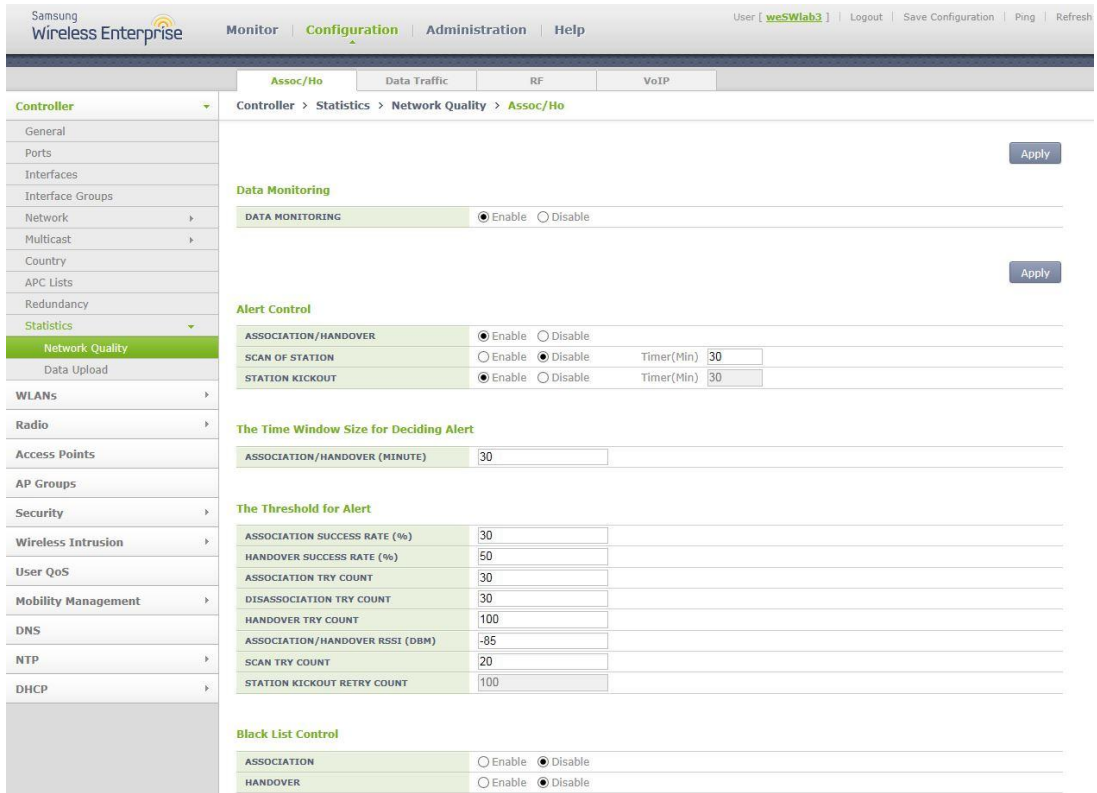 Samsung
Wireless Enterprise
Monitor | Configuration | Administration | Help
User [ weSWlab3 ] | Logout | Save Configuration | Ping | Refresh
Assoc/Ho
Data Traffic
RF
VoIP
Controller
General
Ports
Interfaces
Interface Groups
Network
Multicast
Country
APC Lists
Redundancy
Statistics
Network Quality
Data Upload
WLANs
Radio
Access Points
AP Groups
Security
Wireless Intrusion
User QoS
Mobility Management
DNS
NTP
DHCP
Controller > Statistics > Network Quality > Assoc/Ho
Apply
Data Monitoring
DATA MONITORING Enable Disable
Apply
Alert Control
ASSOCIATION/HANDOVER Enable Disable
SCAN OF STATION Enable Disable Timer(Min) 30
STATION KICKOUT Enable Disable Timer(Min) 30
The Time Window Size for Deciding Alert
ASSOCIATION/HANDOVER (MINUTE) 30
The Threshold for Alert
ASSOCIATION SUCCESS RATE (%) 30
HANDOVER SUCCESS RATE (%) 50
ASSOCIATION TRY COUNT 30
DISASSOCIATION TRY COUNT 30
HANDOVER TRY COUNT 100
ASSOCIATION/HANDOVER RSSI (DBM) -85
SCAN TRY COUNT 20
STATION KICKOUT RETRY COUNT 100
Black List Control
ASSOCIATION Enable Disable
HANDOVER Enable Disable